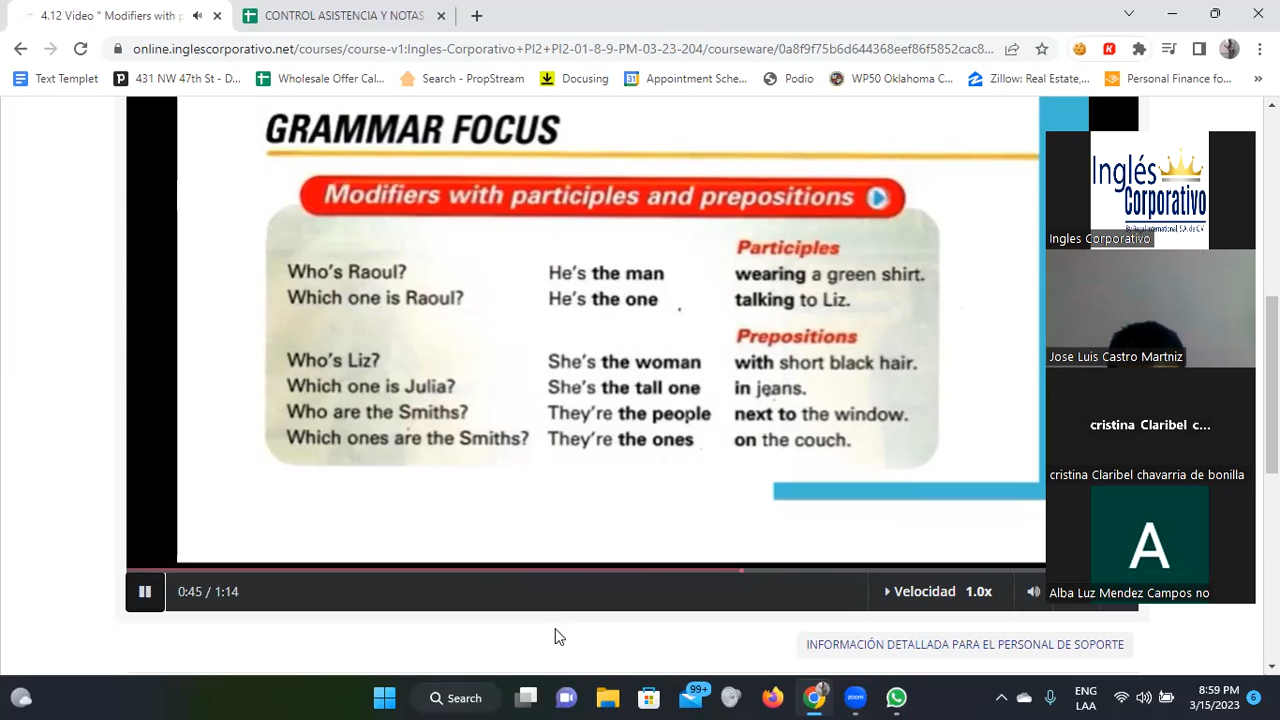 4.12 Video " Modifiers with p
CONTROL ASISTENCIA Y NOTAS
online.inglescorporativo.net/courses/course-v1:Ingles-Corporativo+PI2+PI2-01-8-9-PM-03-23-204/courseware/0a8f9f75b6d644368eef86f5852cac8...
Text Templet
431 NW 47th St - D...
Wholesale Offer Cal...
Search - PropStream
Docusing
Appointment Sche...
Podio
WP50 Oklahoma C...
Zillow: Real Estate,...
Personal Finance fo...
GRAMMAR FOCUS
Modifiers with participles and prepositions
Participles
Who's Raoul? He's the man wearing a green shirt.
Which one is Raoul? He's the one talking to Liz.
Prepositions
Who's Liz? She's the woman with short black hair.
Which one is Julia? She's the tall one in jeans.
Who are the Smiths? They're the people next to the window.
Which ones are the Smiths? They're the ones on the couch.
Inglés
Corporativo
Ingles Corporativo
Jose Luis Castro Martniz
cristina Claribel c...
cristina Claribel chavarria de bonilla
A
Alba Luz Mendez Campos no
0:45 / 1:14
Velocidad 1.0x
INFORMACIÓN DETALLADA PARA EL PERSONAL DE SOPORTE
Search
99+
ENG
LAA
8:59 PM
3/15/2023
6